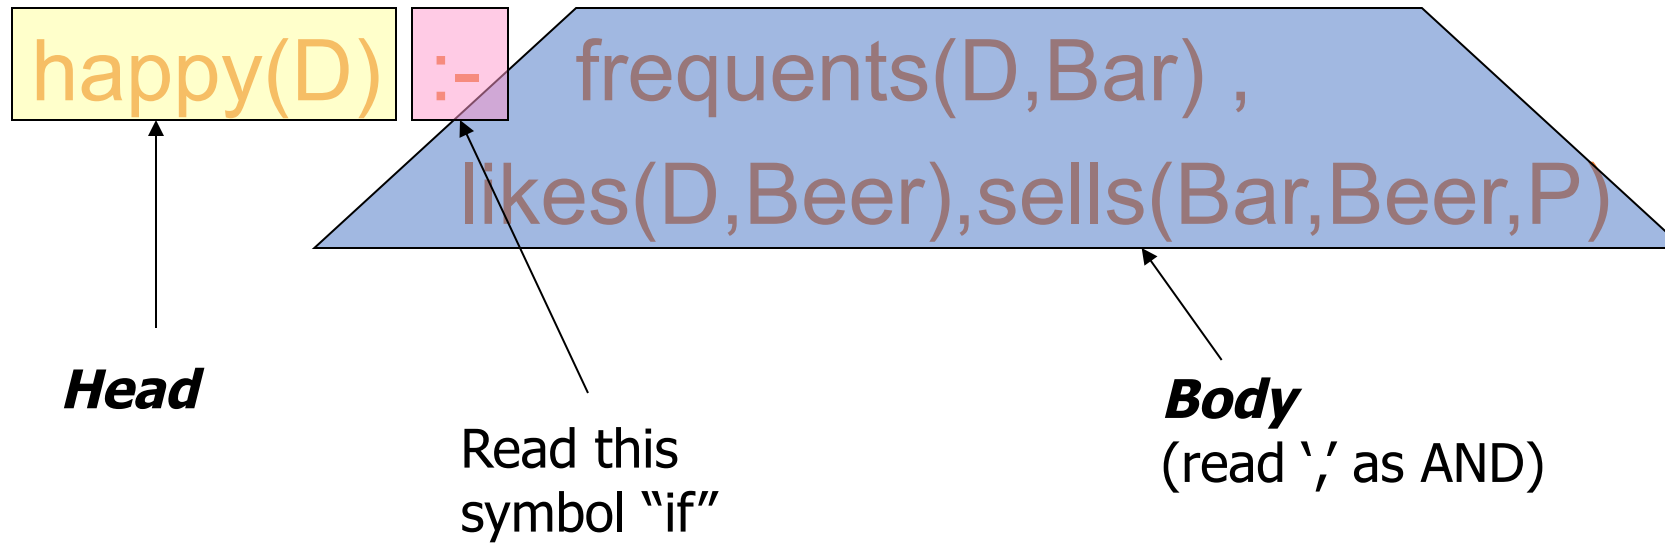 happy(D) :- frequents(D,Bar) ,
likes(D,Beer),sells(Bar,Beer,P)
Head
Read this
symbol “if”
Body
(read ‘,’ as AND)